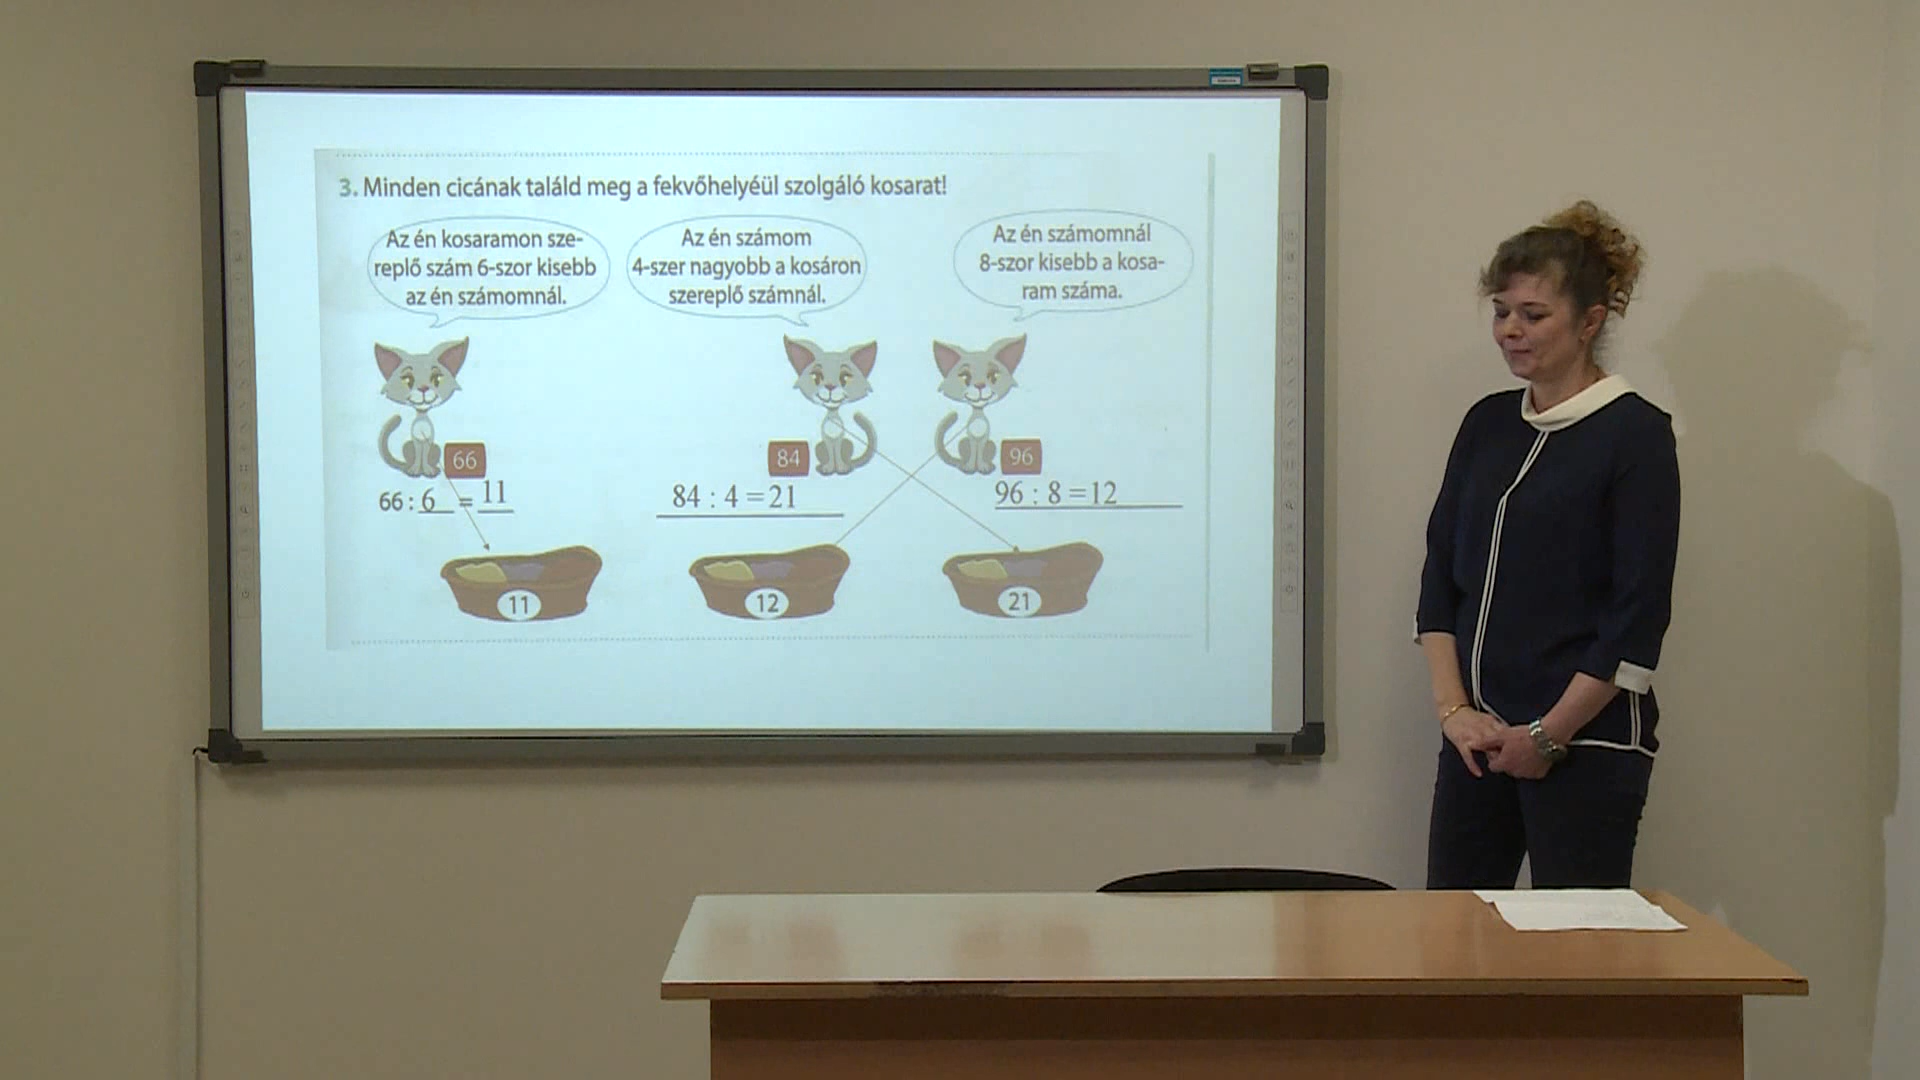 3. Minden cicának találd meg a fekvőhelyéül szolgáló kosarat!
Az én kosaramon sze-
replő szám 6-szor kisebb
az én számomnál.
Az én számom
4-szer nagyobb a kosáron
szereplő számnál.
Az én számomnál
8-szor kisebb a kosa-
ram száma.
66
84
96
66 : 6 = 11
84 : 4 = 21
96 : 8 = 12
11
12
21